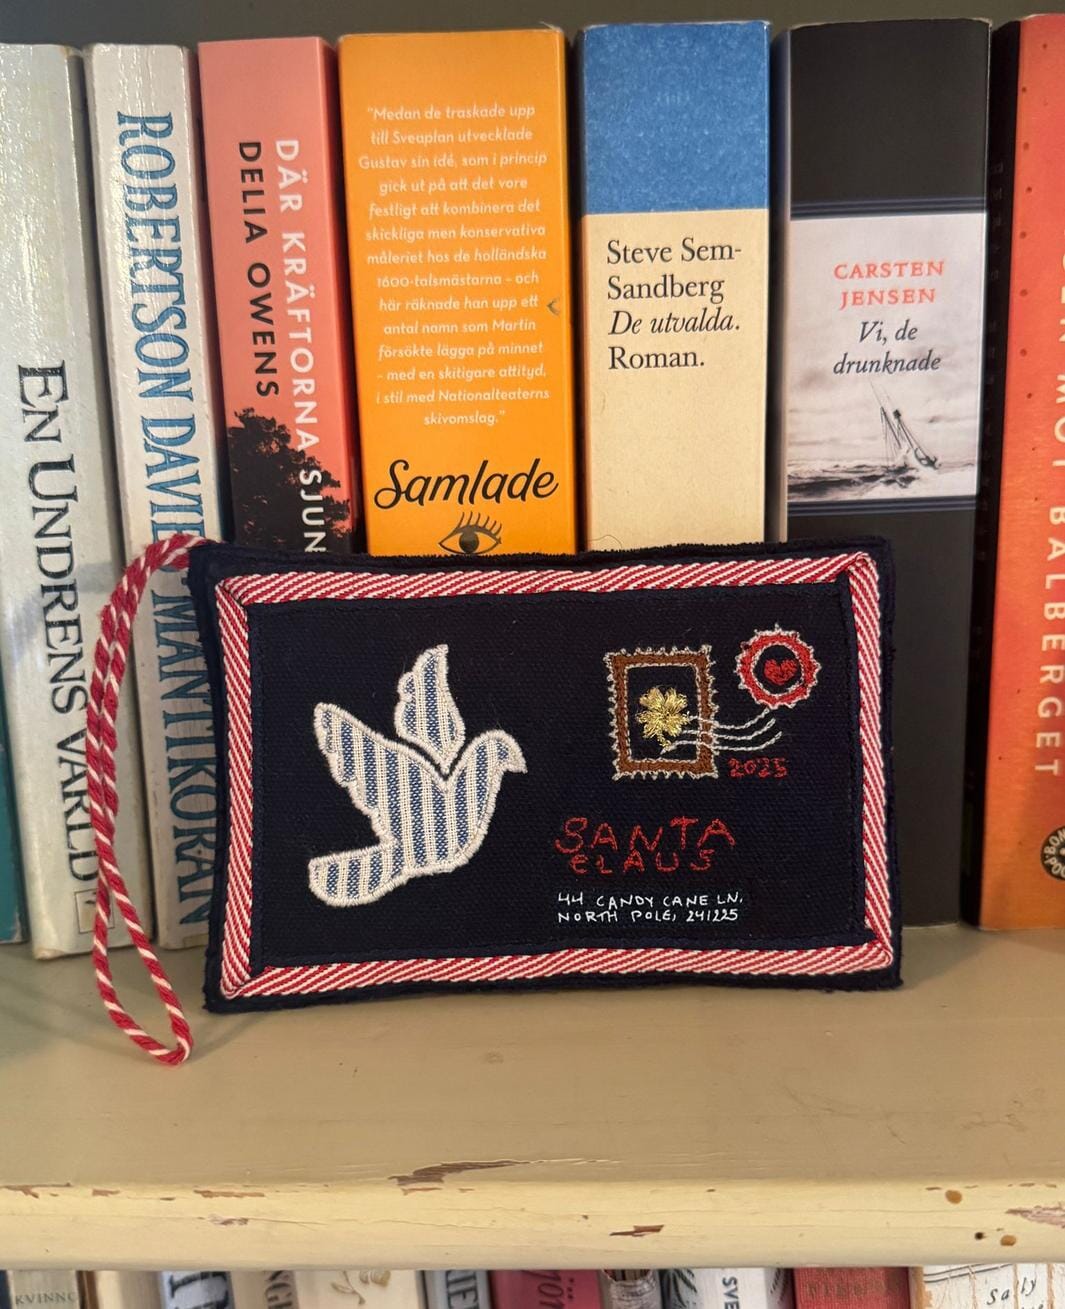 EN UNDRENS VÄRLD
ROBERTSON
MANTIKORAN
DÄR KRÄFTORNA SJUN
DELIA OWENS
"Medan de traskade upp
till Sveaplan utvecklade
Gustav sin idé, som i princip
gick ut på att det vore
festligt att kombinera det
skickliga men konservativa
måleriet hos de holländska
1600-talsmästarna – och
här räknade han upp ett
antal namn som Martin
försökte lägga på minnet
– med en skitigare attityd,
i stil med Nationalteaterns
skivomslag."
Samlade
Steve Sem-
Sandberg
De utvalda.
Roman.
CARSTEN
JENSEN
Vi, de
drunknade
MOT BALBERGET
2025
SANTA
CLAUS
44 CANDY CANE LN.
NORTH POLE, 241225
KVINNO
Sally